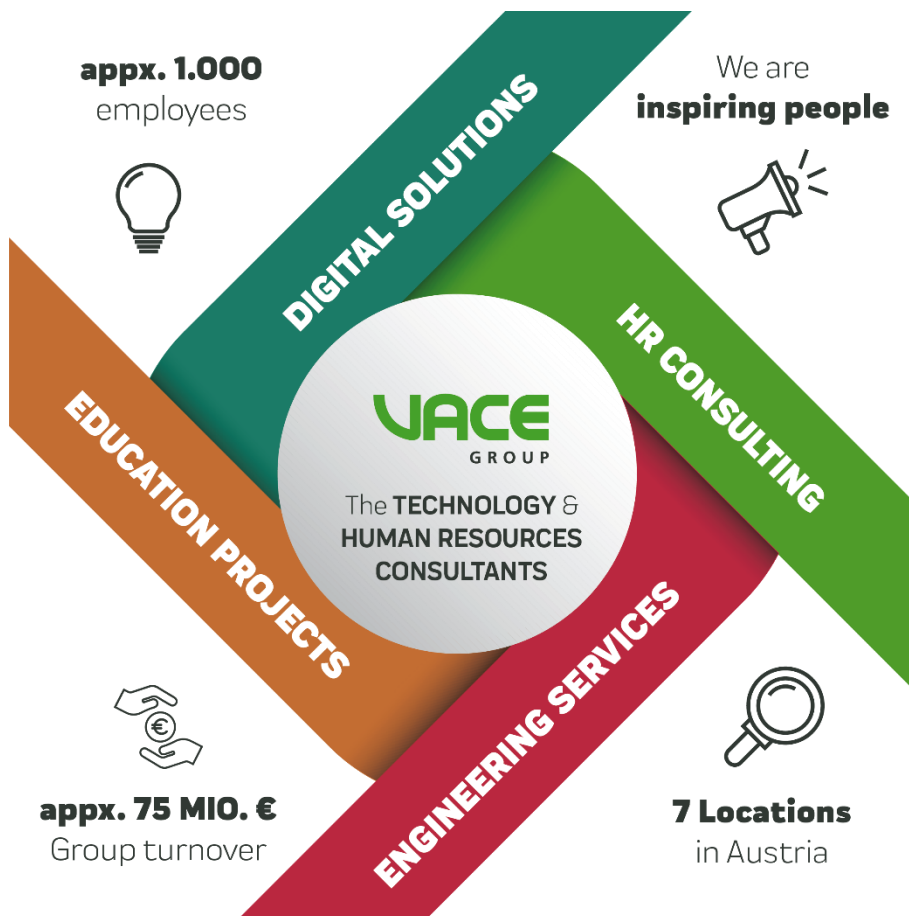 appx. 1.000
employees
We are
inspiring people
DIGITAL SOLUTIONS
HR CONSULTING
EDUCATION PROJECTS
ENGINEERING SERVICES
VACE
GROUP
The TECHNOLOGY &
HUMAN RESOURCES
CONSULTANTS
€
appx. 75 MIO. €
Group turnover
7 Locations
in Austria